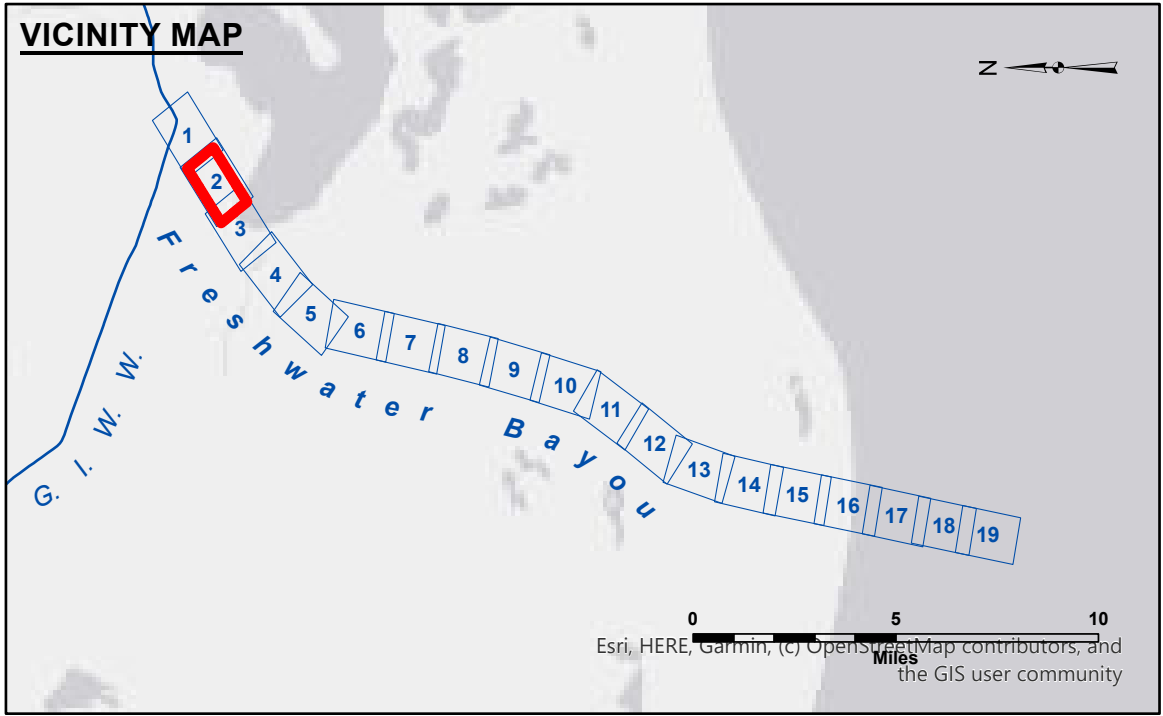 VICINITY MAP
N
1
2
3
4
5
6
7
8
9
10
11
12
13
14
15
16
17
18
19
Freshwater Bayou
G. I. W. W.
0 5 10
Miles
Esri, HERE, Garmin, (c) OpenStreetMap contributors, and
the GIS user community